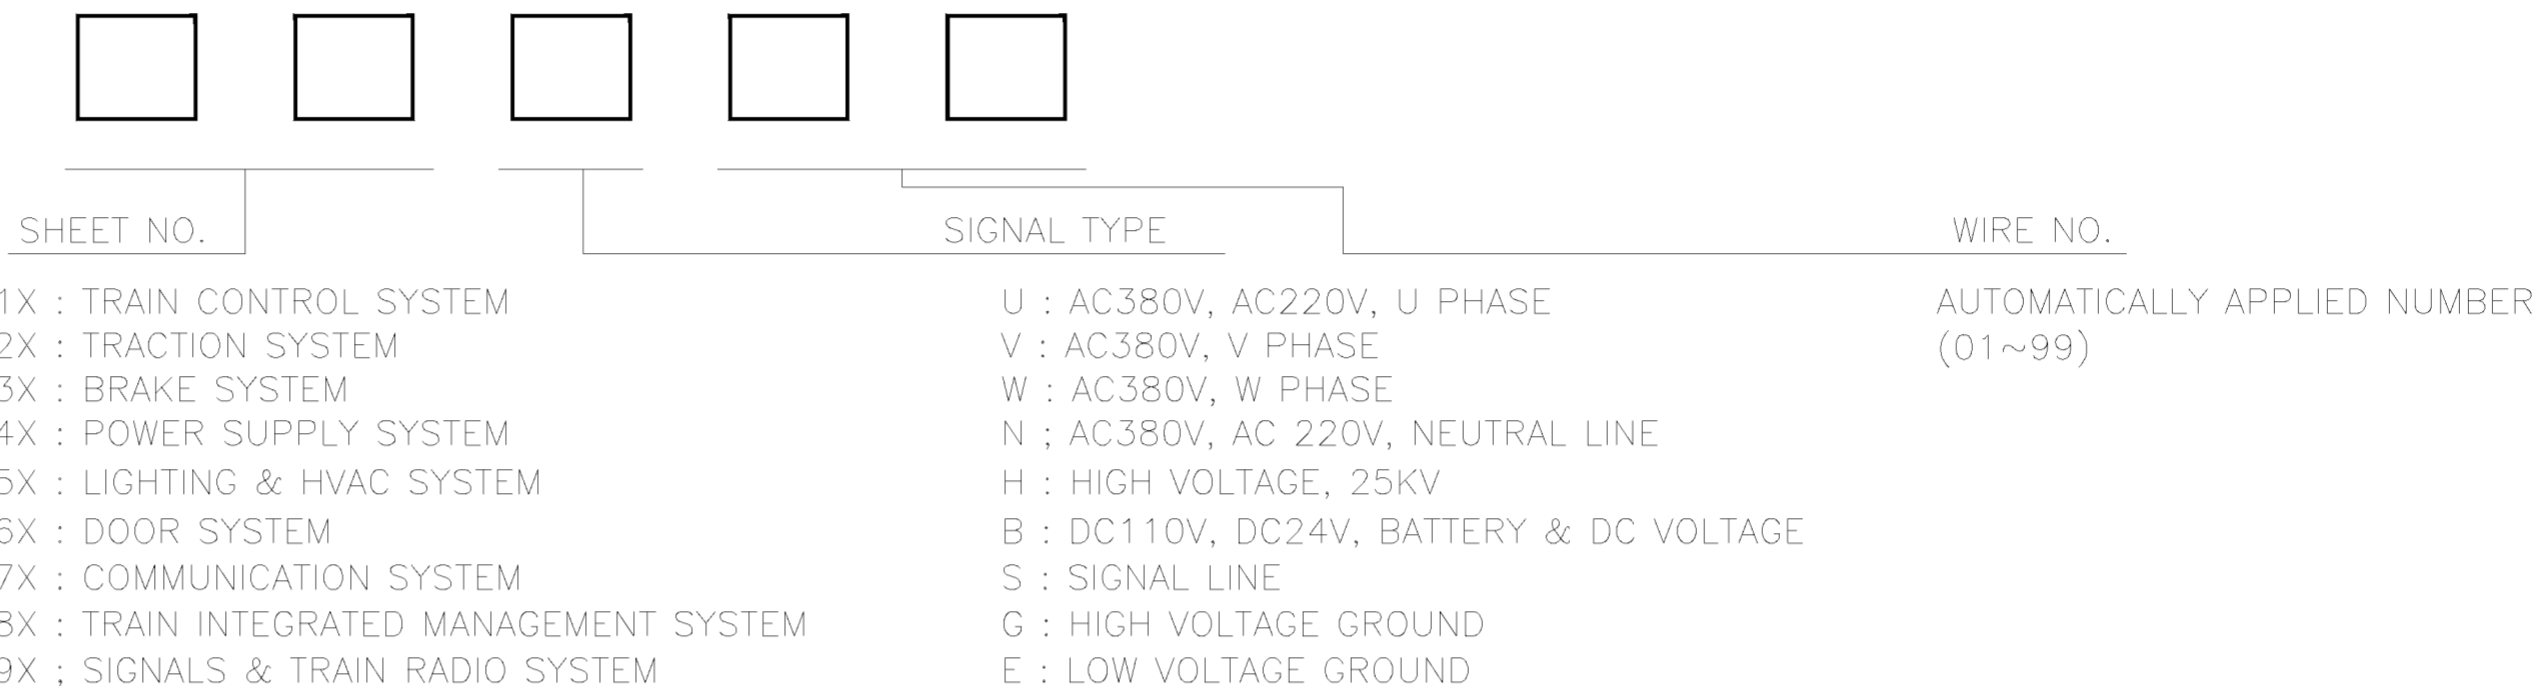 SHEET NO.
SIGNAL TYPE
WIRE NO.
1X : TRAIN CONTROL SYSTEM
2X : TRACTION SYSTEM
3X : BRAKE SYSTEM
4X : POWER SUPPLY SYSTEM
5X : LIGHTING & HVAC SYSTEM
6X : DOOR SYSTEM
7X : COMMUNICATION SYSTEM
8X : TRAIN INTEGRATED MANAGEMENT SYSTEM
9X ; SIGNALS & TRAIN RADIO SYSTEM
U : AC380V, AC220V, U PHASE
V : AC380V, V PHASE
W : AC380V, W PHASE
N ; AC380V, AC 220V, NEUTRAL LINE
H : HIGH VOLTAGE, 25KV
B : DC110V, DC24V, BATTERY & DC VOLTAGE
S : SIGNAL LINE
G : HIGH VOLTAGE GROUND
E : LOW VOLTAGE GROUND
AUTOMATICALLY APPLIED NUMBER
(01~99)